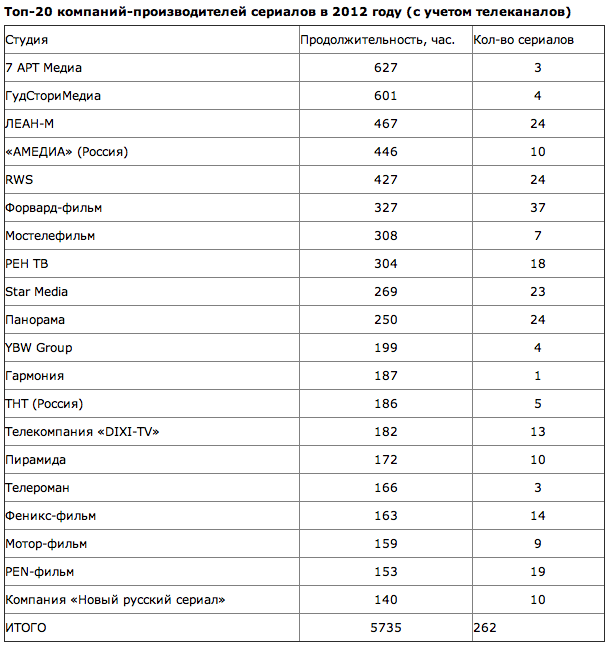 Топ-20 компаний-производителей сериалов в 2012 году (с учетом телеканалов)
Студия Продолжительность, час. Кол-во сериалов
7 АРТ Медиа 627 3
ГудСториМедиа 601 4
ЛЕАН-М 467 24
«АМЕДИА» (Россия) 446 10
RWS 427 24
Форвард-фильм 327 37
Мостелефильм 308 7
РЕН ТВ 304 18
Star Media 269 23
Панорама 250 24
YBW Group 199 4
Гармония 187 1
ТНТ (Россия) 186 5
Телекомпания «DIXI-TV» 182 13
Пирамида 172 10
Телероман 166 3
Феникс-фильм 163 14
Мотор-фильм 159 9
PEN-фильм 153 19
Компания «Новый русский сериал» 140 10
ИТОГО 5735 262